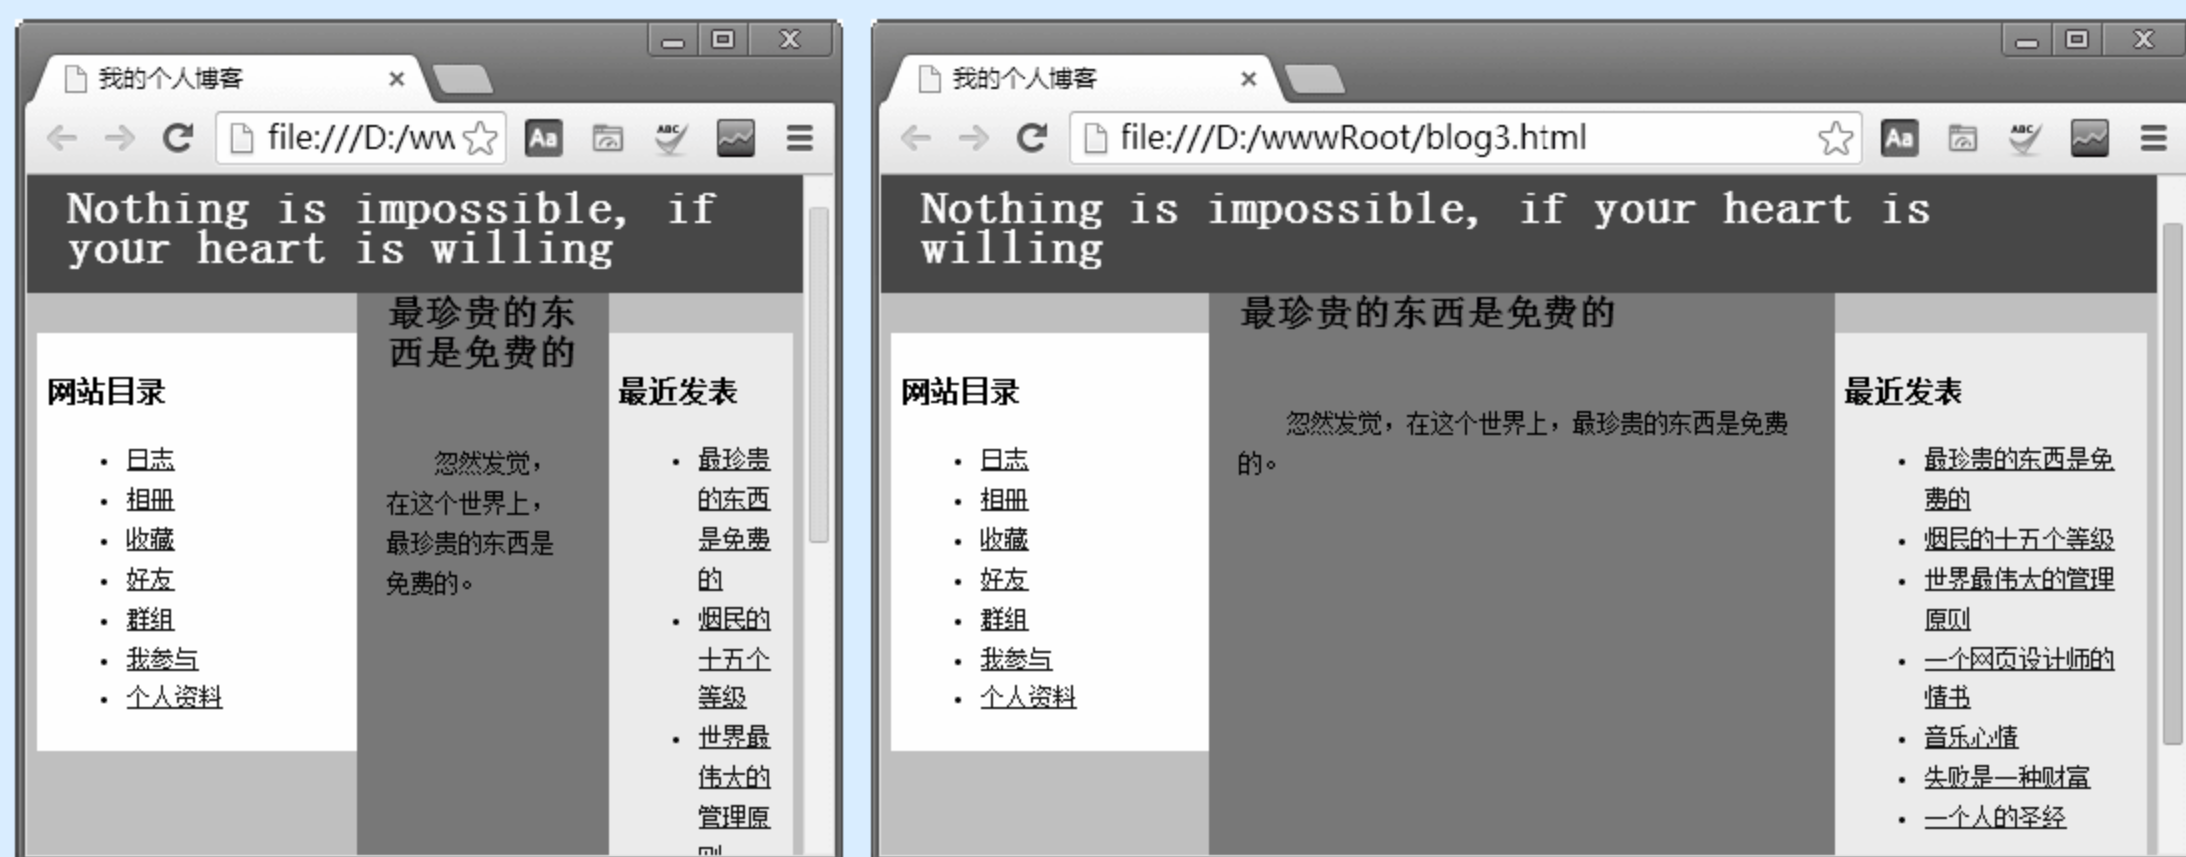 我的个人博客
file:///D:/ww
Aa
ABC
Nothing is impossible, if
your heart is willing
网站目录
日志
相册
收藏
好友
群组
我参与
个人资料
最珍贵的东
西是免费的
忽然发觉，
在这个世界上，
最珍贵的东西是
免费的。
最近发表
最珍贵
的东西
是免费
的
烟民的
十五个
等级
世界最
伟大的
管理原
则
我的个人博客
file:///D:/wwwRoot/blog3.html
Aa
ABC
Nothing is impossible, if your heart is
willing
网站目录
日志
相册
收藏
好友
群组
我参与
个人资料
最珍贵的东西是免费的
忽然发觉，在这个世界上，最珍贵的东西是免费
的。
最近发表
最珍贵的东西是免
费的
烟民的十五个等级
世界最伟大的管理
原则
一个网页设计师的
情书
音乐心情
失败是一种财富
一个人的圣经